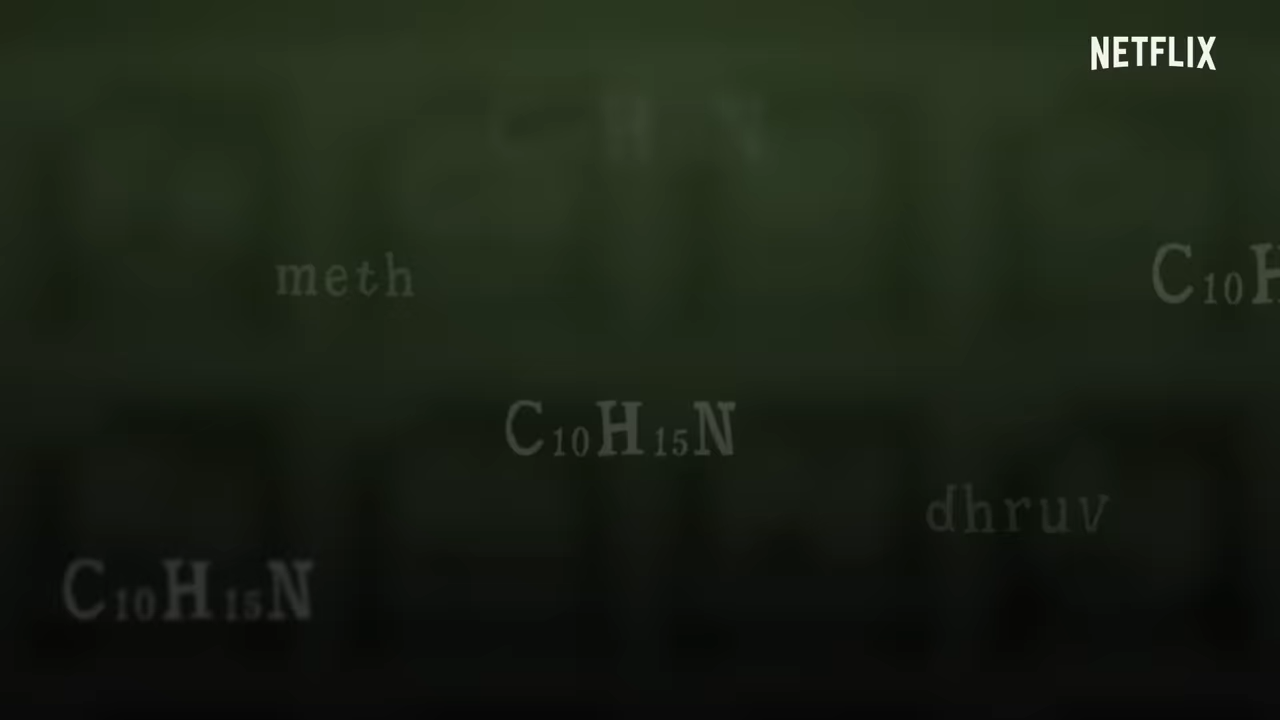 NETFLIX
meth
C₁₀H
C₁₀H₁₅N
dhruv
C₁₀H₁₅N